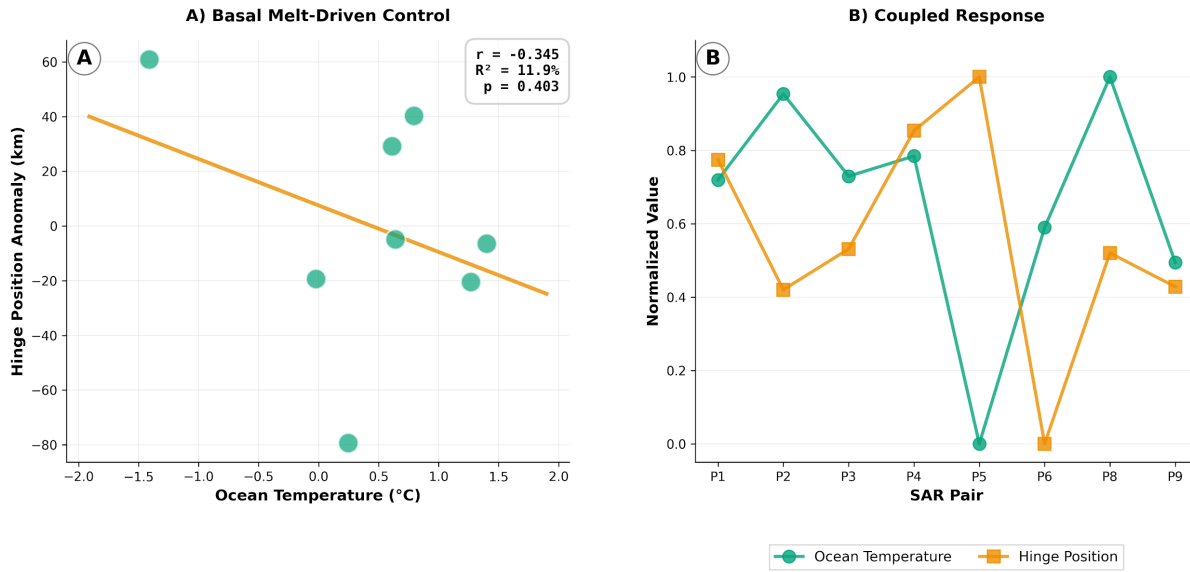 A) Basal Melt-Driven Control
A
r = -0.345
R² = 11.9%
p = 0.403
60
40
20
0
−20
−40
−60
−80
Hinge Position Anomaly (km)
−2.0 −1.5 −1.0 −0.5 0.0 0.5 1.0 1.5 2.0
Ocean Temperature (°C)
B) Coupled Response
B
1.0
0.8
0.6
0.4
0.2
0.0
Normalized Value
P1 P2 P3 P4 P5 P6 P8 P9
SAR Pair
Ocean Temperature Hinge Position